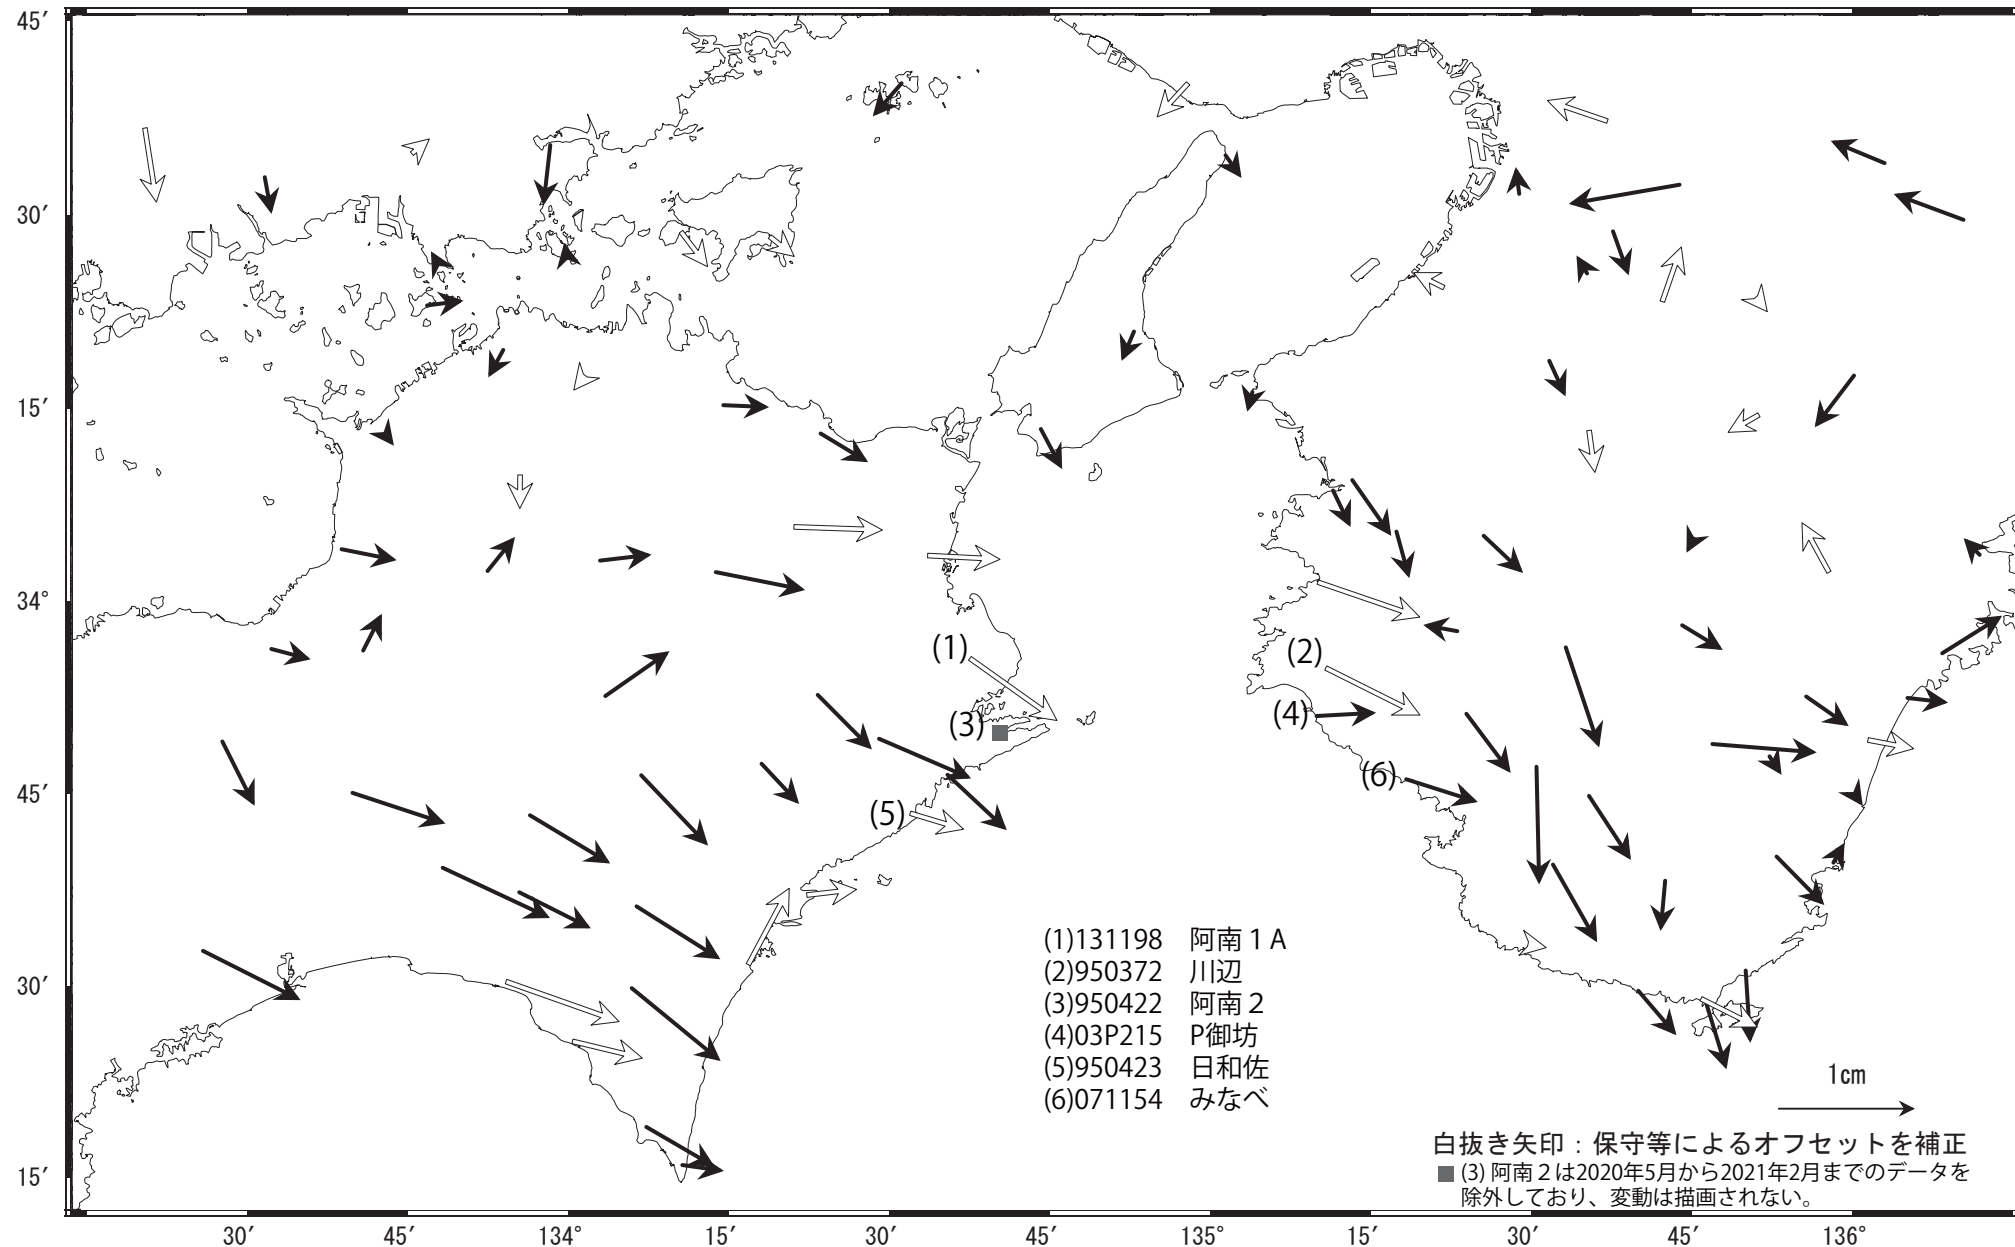 45′
30′
15′
34°
45′
30′
15′
(1)
(2)
(3)
(4)
(5)
(6)
(1)131198 阿南１Ａ
(2)950372 川辺
(3)950422 阿南２
(4)03P215 P御坊
(5)950423 日和佐
(6)071154 みなべ
1cm
白抜き矢印：保守等によるオフセットを補正
■ (3) 阿南２は2020年5月から2021年2月までのデータを
除外しており、変動は描画されない。
30′ 45′ 134° 15′ 30′ 45′ 135° 15′ 30′ 45′ 136°